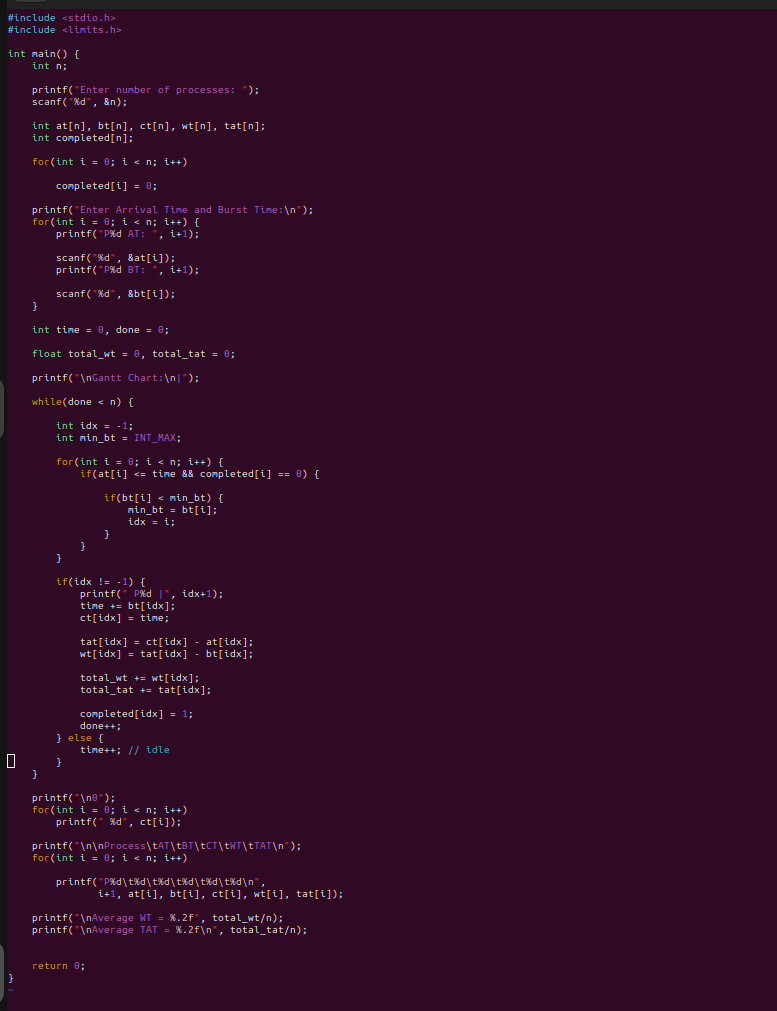 #include <stdio.h>
#include <limits.h>
int main() {
    int n;
    printf("Enter number of processes: ");
    scanf("%d", &n);
    int at[n], bt[n], ct[n], wt[n], tat[n];
    int completed[n];
    for(int i = 0; i < n; i++)
        completed[i] = 0;
    printf("Enter Arrival Time and Burst Time:\n");
    for(int i = 0; i < n; i++) {
        printf("P%d AT: ", i+1);
        scanf("%d", &at[i]);
        printf("P%d BT: ", i+1);
        scanf("%d", &bt[i]);
    }
    int time = 0, done = 0;
    float total_wt = 0, total_tat = 0;
    printf("\nGantt Chart:\n|");
    while(done < n) {
        int idx = -1;
        int min_bt = INT_MAX;
        for(int i = 0; i < n; i++) {
            if(at[i] <= time && completed[i] == 0) {
                if(bt[i] < min_bt) {
                    min_bt = bt[i];
                    idx = i;
                }
            }
        }
        if(idx != -1) {
            printf(" P%d |", idx+1);
            time += bt[idx];
            ct[idx] = time;
            tat[idx] = ct[idx] - at[idx];
            wt[idx] = tat[idx] - bt[idx];
            total_wt += wt[idx];
            total_tat += tat[idx];
            completed[idx] = 1;
            done++;
        } else {
            time++; // idle
        }
    }
    printf("\n0");
    for(int i = 0; i < n; i++)
        printf(" %d", ct[i]);
    printf("\n\nProcess\tAT\tBT\tCT\tWT\tTAT\n");
    for(int i = 0; i < n; i++)
        printf("P%d\t%d\t%d\t%d\t%d\t%d\n",
               i+1, at[i], bt[i], ct[i], wt[i], tat[i]);
    printf("\nAverage WT = %.2f", total_wt/n);
    printf("\nAverage TAT = %.2f\n", total_tat/n);
    return 0;
}
~